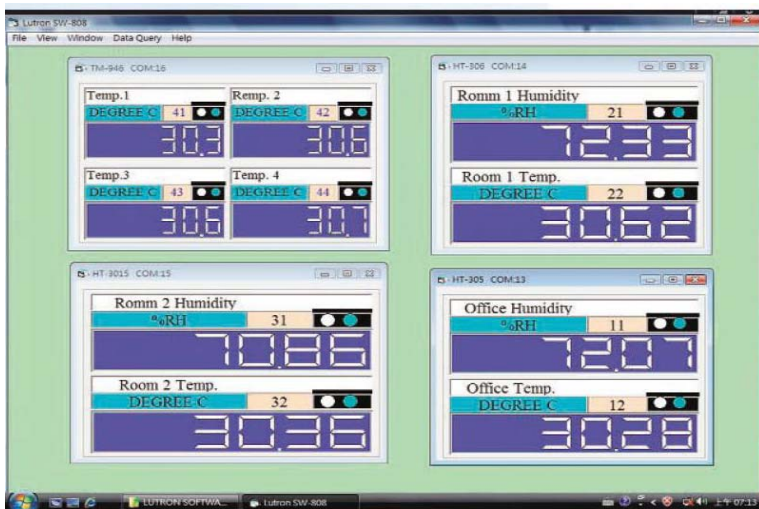 Lutron SW-808
File View Window Data Query Help
TM-946 COM:16
Temp.1
DEGREE C 41
30.3
Remp. 2
DEGREE C 42
30.6
Temp.3
DEGREE C 43
30.6
Temp. 4
DEGREE C 44
30.7
HT-306 COM:14
Romm 1 Humidity
%RH 21
72.33
Room 1 Temp.
DEGREE C 22
30.62
HT-3015 COM:15
Romm 2 Humidity
%RH 31
70.86
Room 2 Temp.
DEGREE C 32
30.36
HT-305 COM:13
Office Humidity
%RH 11
72.07
Office Temp.
DEGREE C 12
30.28
LUTRON SOFTWA... Lutron SW-808 上午 07:13